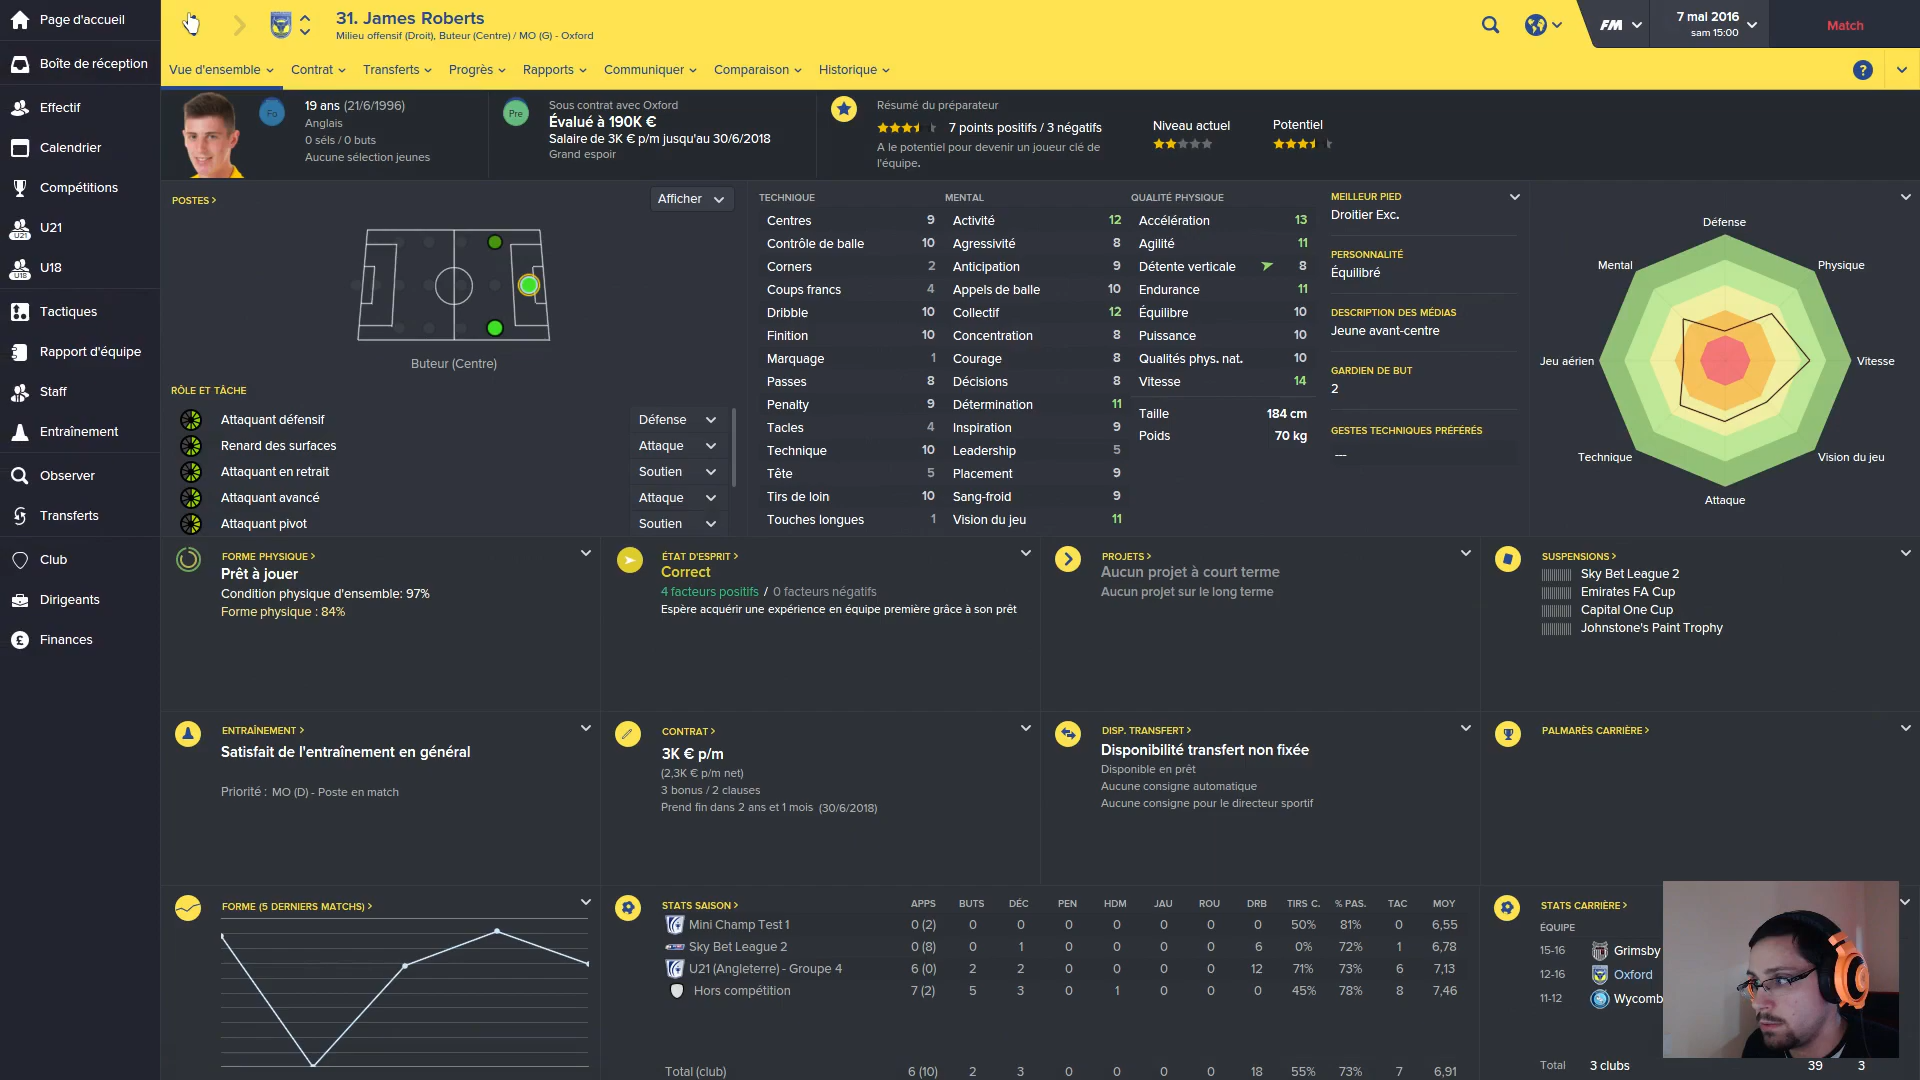 Page d'accueil
Boîte de réception
Effectif
Calendrier
Compétitions
U21
U21
U18
U18
Tactiques
Rapport d'équipe
Staff
Entraînement
Observer
Transferts
Club
Dirigeants
Finances
31. James Roberts
Milieu offensif (Droit), Buteur (Centre) / MO (G) - Oxford
FM
7 mai 2016
sam 15:00
Match
Vue d'ensemble
Contrat
Transferts
Progrès
Rapports
Communiquer
Comparaison
Historique
?
Fo
19 ans (21/6/1996)
Anglais
0 séls / 0 buts
Aucune sélection jeunes
Pre
Sous contrat avec Oxford
Évalué à 190K €
Salaire de 3K € p/m jusqu'au 30/6/2018
Grand espoir
Résumé du préparateur
7 points positifs / 3 négatifs
A le potentiel pour devenir un joueur clé de
l'équipe.
Niveau actuel
Potentiel
POSTES >
Afficher
Buteur (Centre)
RÔLE ET TÂCHE
Attaquant défensif Défense
Renard des surfaces Attaque
Attaquant en retrait Soutien
Attaquant avancé Attaque
Attaquant pivot Soutien
TECHNIQUE
Centres 9
Contrôle de balle 10
Corners 2
Coups francs 4
Dribble 10
Finition 10
Marquage 1
Passes 8
Penalty 9
Tacles 4
Technique 10
Tête 5
Tirs de loin 10
Touches longues 1
MENTAL
Activité 12
Agressivité 8
Anticipation 9
Appels de balle 10
Collectif 12
Concentration 8
Courage 8
Décisions 8
Détermination 11
Inspiration 9
Leadership 5
Placement 9
Sang-froid 9
Vision du jeu 11
QUALITÉ PHYSIQUE
Accélération 13
Agilité 11
Détente verticale 8
Endurance 11
Équilibre 10
Puissance 10
Qualités phys. nat. 10
Vitesse 14
Taille 184 cm
Poids 70 kg
MEILLEUR PIED
Droitier Exc.
PERSONNALITÉ
Équilibré
DESCRIPTION DES MÉDIAS
Jeune avant-centre
GARDIEN DE BUT
2
GESTES TECHNIQUES PRÉFÉRÉS
---
Défense
Mental
Physique
Jeu aérien
Vitesse
Technique
Vision du jeu
Attaque
FORME PHYSIQUE >
Prêt à jouer
Condition physique d'ensemble: 97%
Forme physique : 84%
ÉTAT D'ESPRIT >
Correct
4 facteurs positifs / 0 facteurs négatifs
Espère acquérir une expérience en équipe première grâce à son prêt
PROJETS >
Aucun projet à court terme
Aucun projet sur le long terme
SUSPENSIONS >
Sky Bet League 2
Emirates FA Cup
Capital One Cup
Johnstone's Paint Trophy
ENTRAÎNEMENT >
Satisfait de l'entraînement en général
Priorité : MO (D) - Poste en match
CONTRAT >
3K € p/m
(2,3K € p/m net)
3 bonus / 2 clauses
Prend fin dans 2 ans et 1 mois (30/6/2018)
DISP. TRANSFERT >
Disponibilité transfert non fixée
Disponible en prêt
Aucune consigne automatique
Aucune consigne pour le directeur sportif
PALMARÈS CARRIÈRE >
FORME (5 DERNIERS MATCHS) >
STATS SAISON > APPS BUTS DÉC PEN HDM JAU ROU DRB TIRS C. % PAS. TAC MOY
Mini Champ Test 1 0 (2) 0 0 0 0 0 0 0 50% 81% 0 6,55
Sky Bet League 2 0 (8) 0 1 0 0 0 0 6 0% 72% 1 6,78
U21 (Angleterre) - Groupe 4 6 (0) 2 2 0 0 0 0 12 71% 73% 6 7,13
Hors compétition 7 (2) 5 3 0 1 0 0 0 45% 78% 8 7,46
Total (club) 6 (10) 2 3 0 0 0 0 18 55% 73% 7 6,91
STATS CARRIÈRE >
ÉQUIPE
15-16 Grimsby
12-16 Oxford
11-12 Wycomb
Total 3 clubs 39 3